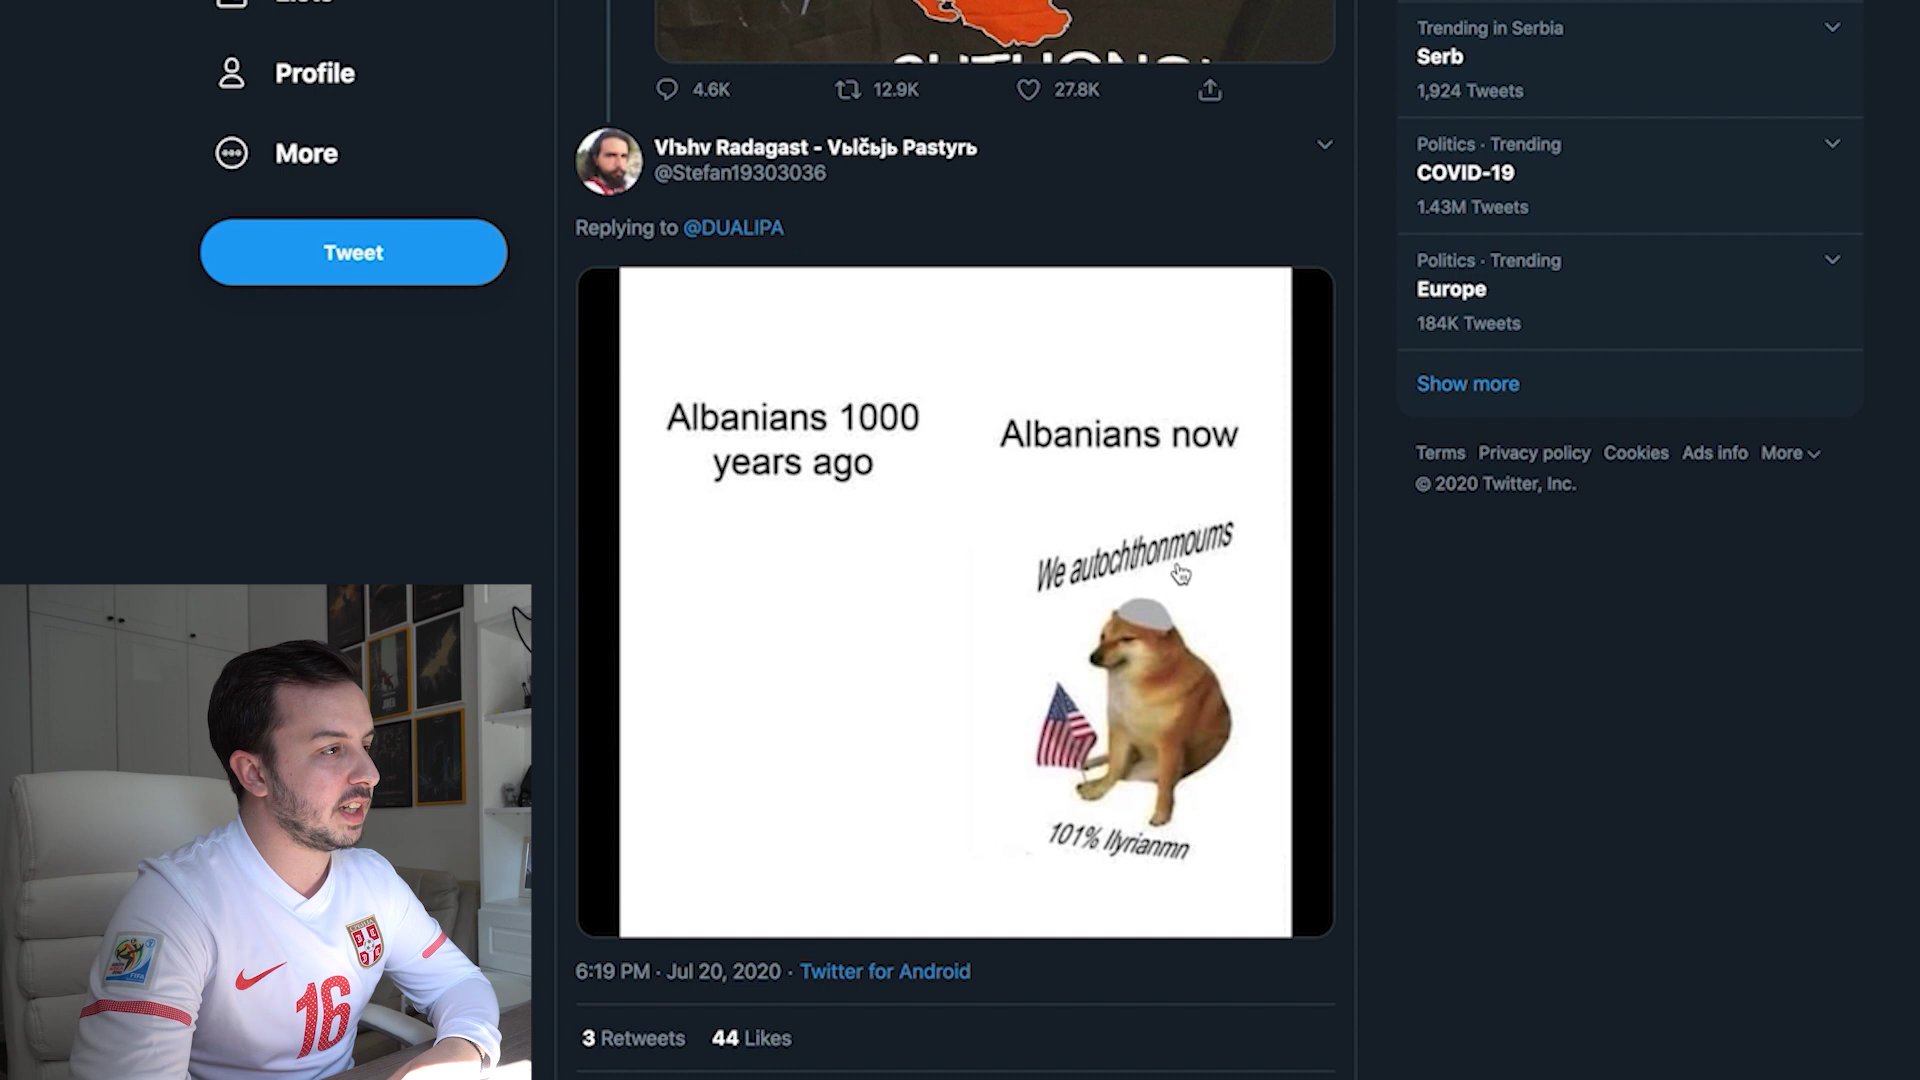 Profile
More
Tweet
4.6K
12.9K
27.8K
Vlъhv Radagast - Vьlčьjь Pastyrь
@Stefan19303036
Replying to @DUALIPA
Albanians 1000
years ago
Albanians now
We autochthonmoums
101% Ilyrianmn
6:19 PM · Jul 20, 2020 · Twitter for Android
3 Retweets 44 Likes
Trending in Serbia
Serb
1,924 Tweets
Politics · Trending
COVID-19
1.43M Tweets
Politics · Trending
Europe
184K Tweets
Show more
Terms Privacy policy Cookies Ads info More
© 2020 Twitter, Inc.
16